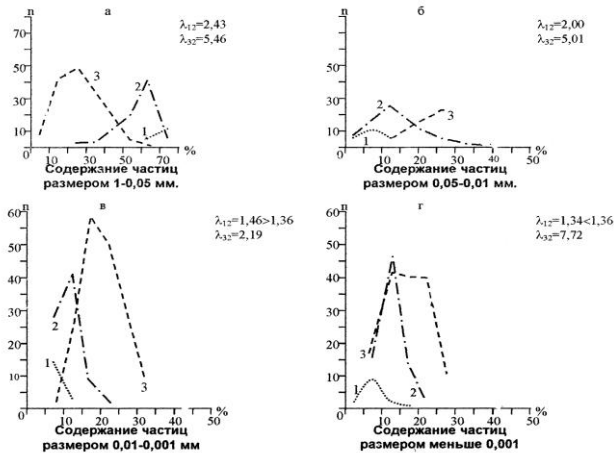 n а
λ12=2,43
λ32=5,46
70
50
30
10
3
2
1
0 10 30 50 70 %
Содержание частиц
размером 1-0,05 мм.
n б
λ12=2,00
λ32=5,01
70
50
30
10
2
3
1
0 10 20 30 40 50 %
Содержание частиц
размером 0,05-0,01 мм.
n в
λ12=1,46>1,36
λ32=2,19
60
50
40
30
20
10
2
1
3
0 10 20 30 40 50 %
Содержание частиц
размером 0,01-0,001 мм
n г
λ12=1,34<1,36
λ32=7,72
60
50
40
30
20
10
3
1
2
0 10 20 30 40 50 %
Содержание частиц
размером меньше 0,001